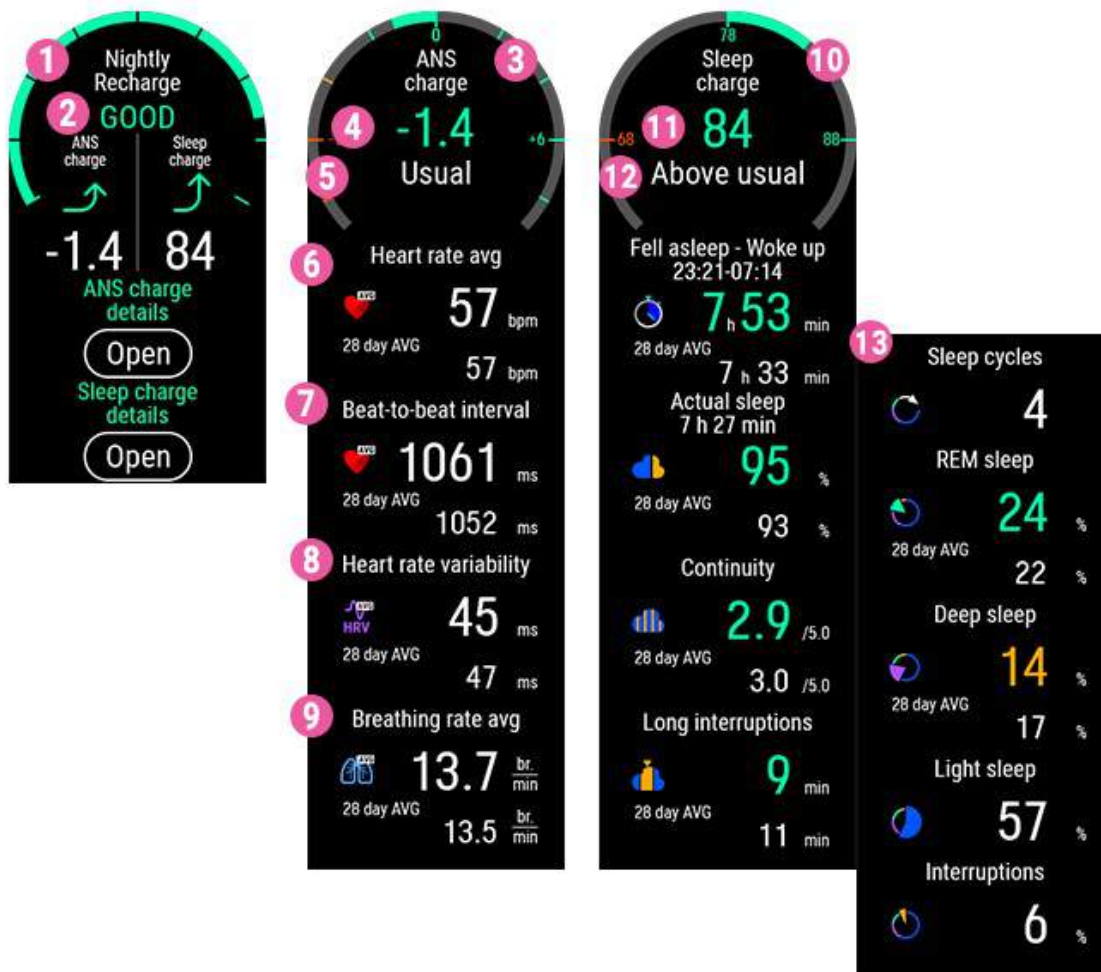 1
Nightly
Recharge
2
GOOD
ANS
charge
Sleep
charge
-1.4
84
ANS charge
details
Open
Sleep charge
details
Open
0
3
ANS
charge
4
-1.4
+6
5
Usual
6
Heart rate avg
AVG
57 bpm
28 day AVG
57 bpm
7
Beat-to-beat interval
AVG
1061 ms
28 day AVG
1052 ms
8
Heart rate variability
AVG
HRV
45 ms
28 day AVG
47 ms
9
Breathing rate avg
AVG
13.7 br.
min
28 day AVG
13.5 br.
min
78
10
Sleep
charge
68
11
84
88
12
Above usual
Fell asleep - Woke up
23:21-07:14
7 h 53 min
28 day AVG
7 h 33 min
Actual sleep
7 h 27 min
95 %
28 day AVG
93 %
Continuity
2.9 /5.0
28 day AVG
3.0 /5.0
Long interruptions
9 min
28 day AVG
11 min
13
Sleep cycles
4
REM sleep
24 %
28 day AVG
22 %
Deep sleep
14 %
28 day AVG
17 %
Light sleep
57 %
Interruptions
6 %